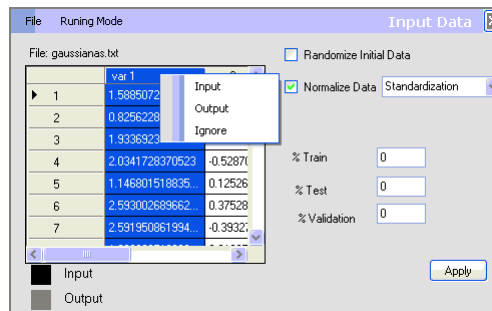 File Runing Mode Input Data
File: gaussianas.txt
Randomize Initial Data
var 1
Input
Normalize Data Standardization
1 1.5885072
Output
2 0.8256228
Ignore
3 1.9336923
4 2.0341728370523 -0.5287
% Train 0
5 1.146801518835... 0.12526
% Test 0
6 2.593002689662... 0.37528
% Validation 0
7 2.591950861994... -0.3932
Input
Apply
Output